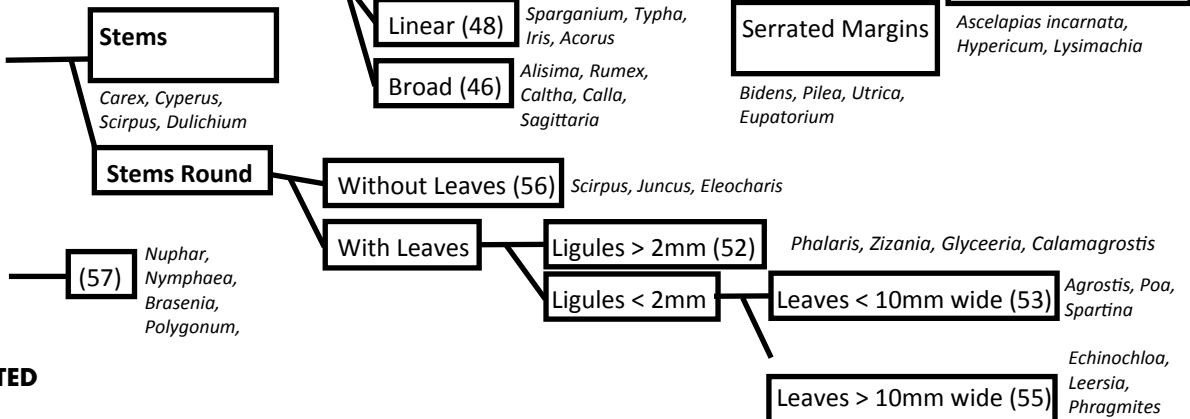 Stems
Carex, Cyperus,
Scirpus, Dulichium
Linear (48)
Sparganium, Typha,
Iris, Acorus
Broad (46)
Alisima, Rumex,
Caltha, Calla,
Sagittaria
Serrated Margins
Bidens, Pilea, Utrica,
Eupatorium
Ascelapias incarnata,
Hypericum, Lysimachia
Stems Round
Without Leaves (56)
Scirpus, Juncus, Eleocharis
With Leaves
Ligules > 2mm (52)
Phalaris, Zizania, Glyceeria, Calamagrostis
Ligules < 2mm
Leaves < 10mm wide (53)
Agrostis, Poa,
Spartina
Leaves > 10mm wide (55)
Echinochloa,
Leersia,
Phragmites
(57)
Nuphar,
Nymphaea,
Brasenia,
Polygonum,
TED